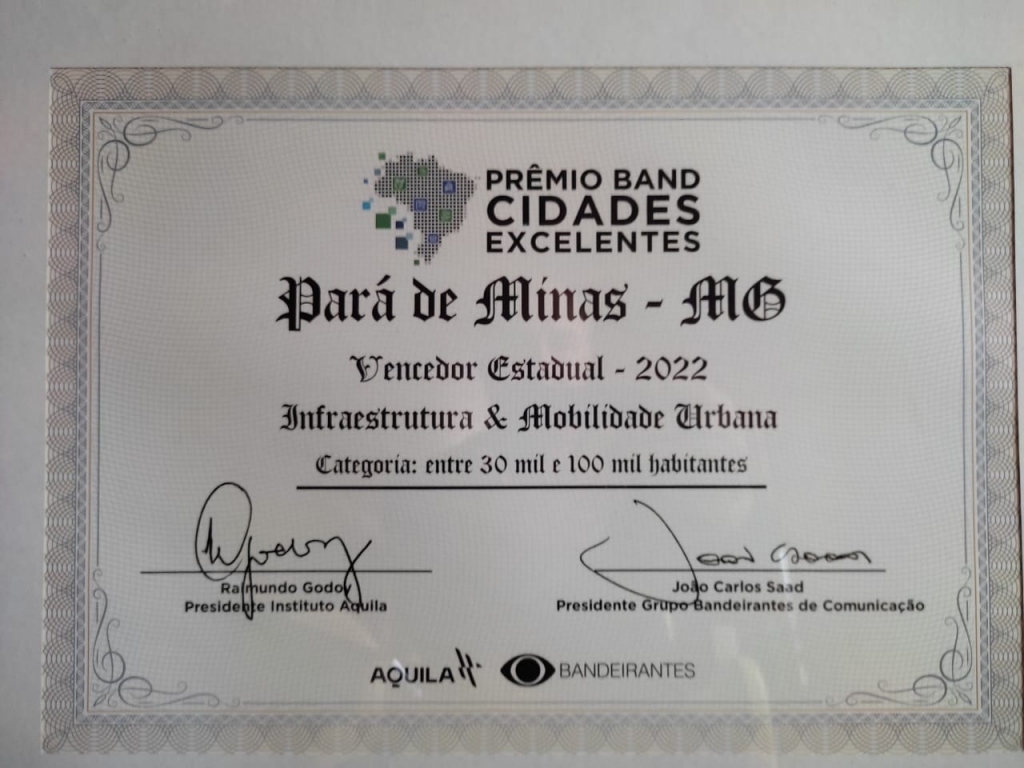 PRÊMIO BAND
CIDADES
EXCELENTES
Pará de Minas - MG
Vencedor Estadual - 2022
Infraestrutura & Mobilidade Urbana
Categoria: entre 30 mil e 100 mil habitantes
Raimundo Godoy
Presidente Instituto Aquila
João Carlos Saad
Presidente Grupo Bandeirantes de Comunicação
AQUILA
BANDEIRANTES